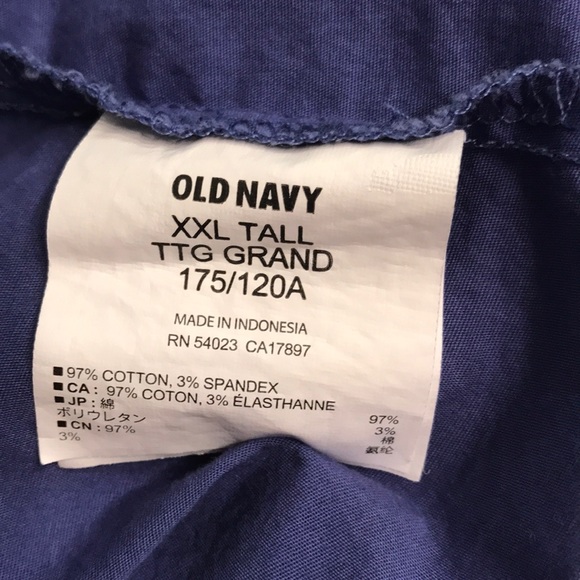 OLD NAVY
XXL TALL
TTG GRAND
175/120A
MADE IN INDONESIA
RN 54023 CA17897
■97% COTTON, 3% SPANDEX
■CA: 97% COTON, 3% ÉLASTHANNE
■JP: 綿 97%
ポリウレタン 3%
■CN: 97% 棉
3% 氨纶